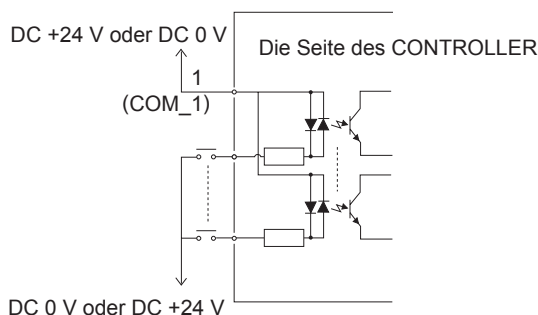 DC +24 V oder DC 0 V
Die Seite des CONTROLLER
1
(COM_1)
DC 0 V oder DC +24 V